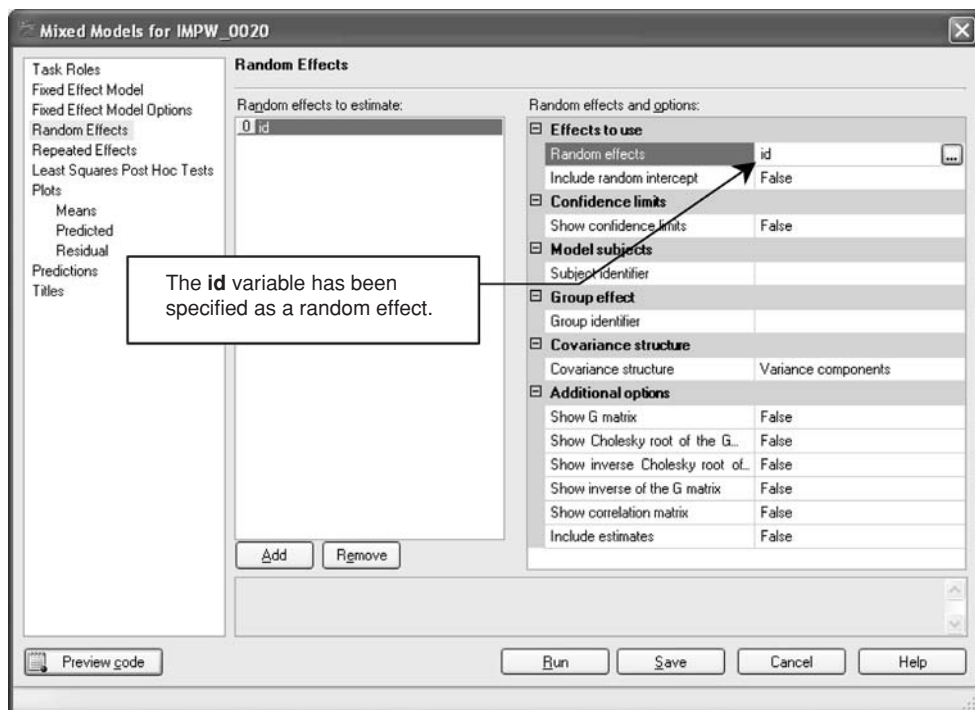 Mixed Models for IMPW_0020
Task Roles
Fixed Effect Model
Fixed Effect Model Options
Random Effects
Repeated Effects
Least Squares Post Hoc Tests
Plots
Means
Predicted
Residual
Predictions
Titles
Random Effects
Random effects to estimate:
0 id
Add
Remove
Random effects and options:
Effects to use
Random effects id ...
Include random intercept False
Confidence limits
Show confidence limits False
Model subjects
Subject identifier
Group effect
Group identifier
Covariance structure
Covariance structure Variance components
Additional options
Show G matrix False
Show Cholesky root of the G... False
Show inverse Cholesky root of... False
Show inverse of the G matrix False
Show correlation matrix False
Include estimates False
The id variable has been
specified as a random effect.
Preview code
Run
Save
Cancel
Help